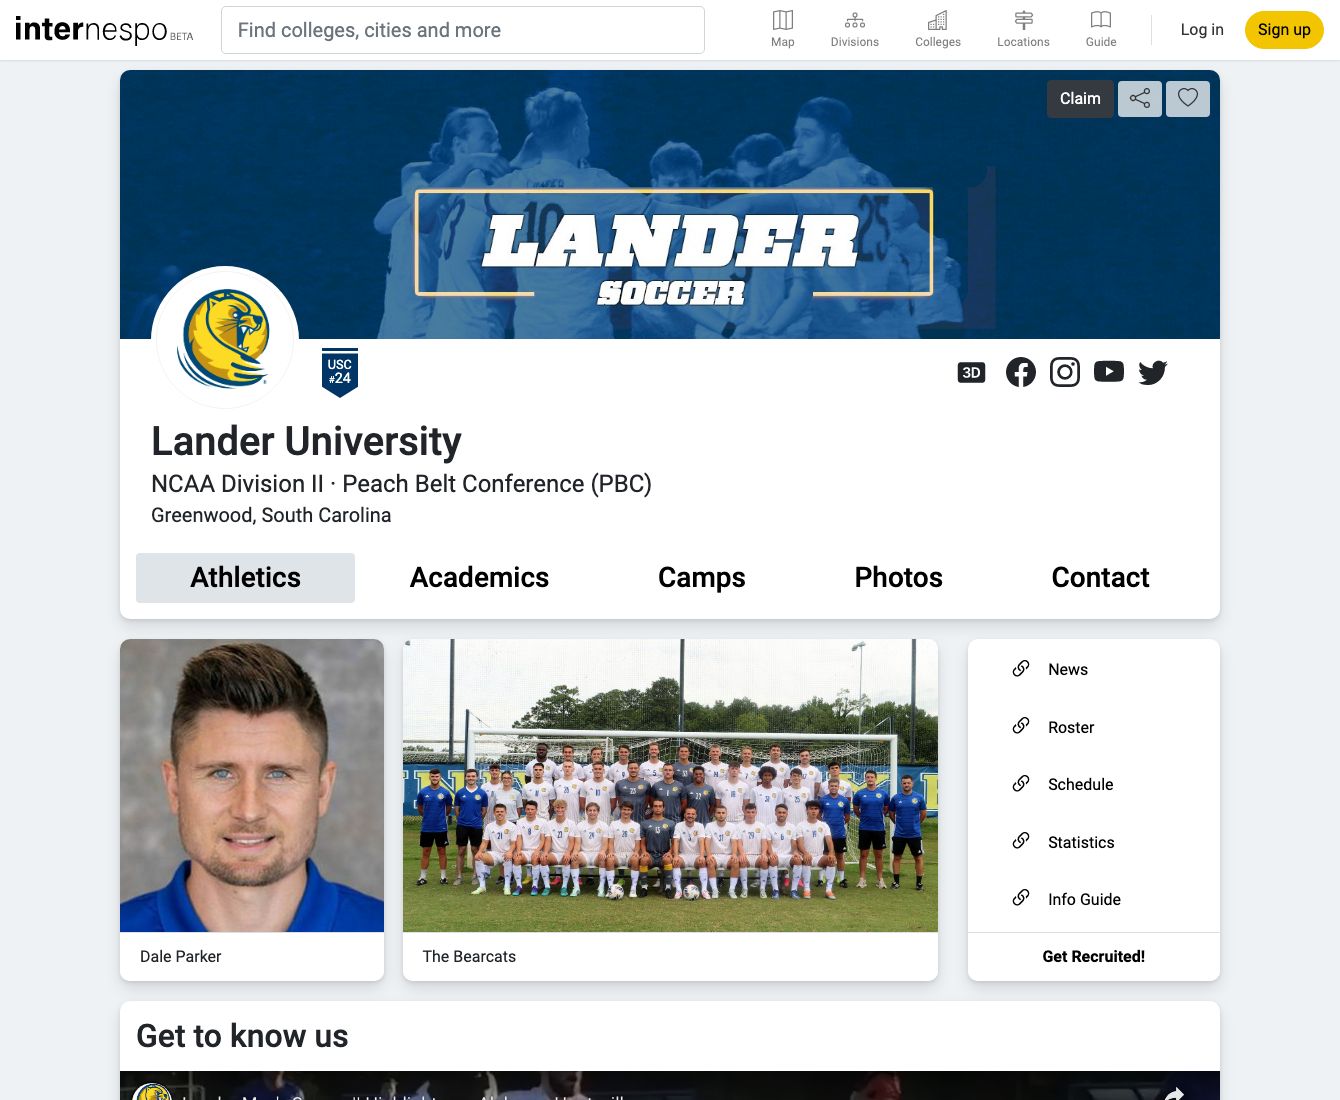 internespo BETA
Find colleges, cities and more
Map
Divisions
Colleges
Locations
Guide
Log in
Sign up
Claim
LANDER
SOCCER
USC
#24
3D
Lander University
NCAA Division II · Peach Belt Conference (PBC)
Greenwood, South Carolina
Athletics
Academics
Camps
Photos
Contact
News
Roster
Schedule
Statistics
Info Guide
Get Recruited!
Dale Parker
The Bearcats
Get to know us